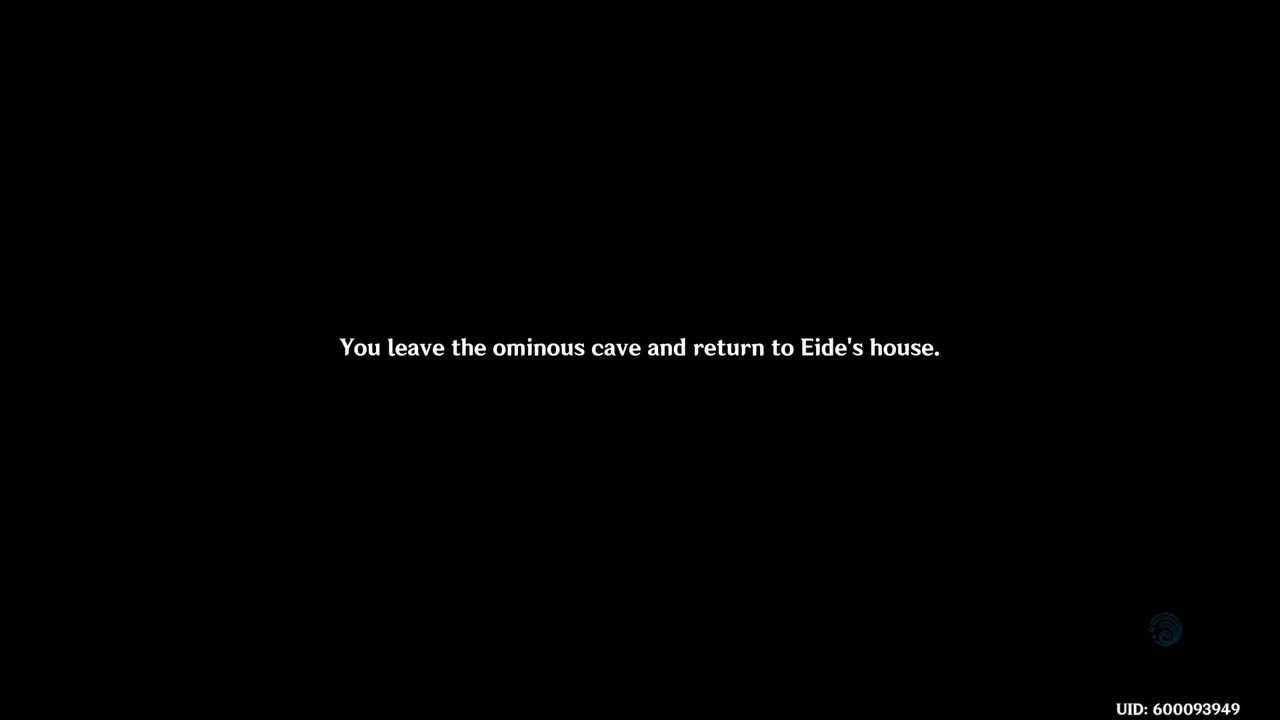 You leave the ominous cave and return to Eide's house.
UID: 600093949